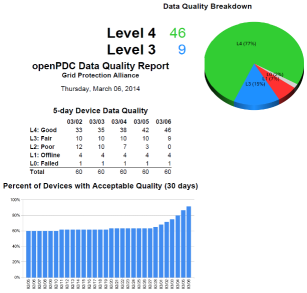 Data Quality Breakdown
Level 4 46
Level 3 9
L4 (77%)
L3 (15%)
openPDC Data Quality Report
Grid Protection Alliance
Thursday, March 06, 2014
5-day Device Data Quality
03/02 03/03 03/04 03/05 03/06
L4: Good 33 35 38 42 46
L3: Fair 10 10 10 10 9
L2: Poor 12 10 7 3 0
L1: Offline 4 4 4 4 4
L0: Failed 1 1 1 1 1
Total 60 60 60 60 60
Percent of Devices with Acceptable Quality (30 days)
100%
80%
60%
40%
20%
0%